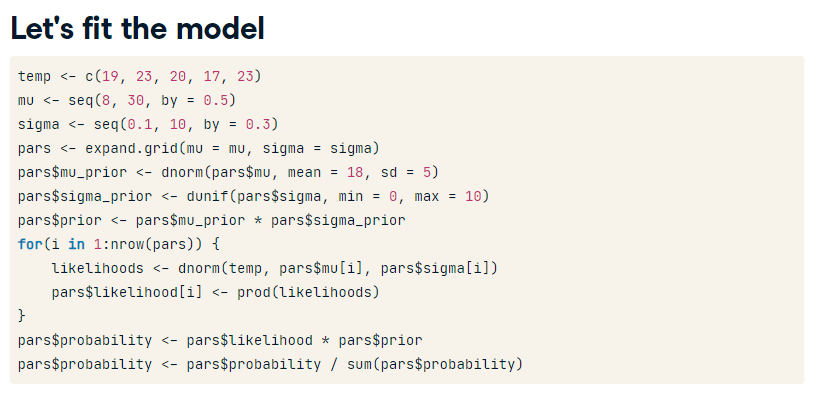 Let's fit the model
temp <- c(19, 23, 20, 17, 23)
mu <- seq(8, 30, by = 0.5)
sigma <- seq(0.1, 10, by = 0.3)
pars <- expand.grid(mu = mu, sigma = sigma)
pars$mu_prior <- dnorm(pars$mu, mean = 18, sd = 5)
pars$sigma_prior <- dunif(pars$sigma, min = 0, max = 10)
pars$prior <- pars$mu_prior * pars$sigma_prior
for(i in 1:nrow(pars)) {
    likelihoods <- dnorm(temp, pars$mu[i], pars$sigma[i])
    pars$likelihood[i] <- prod(likelihoods)
}
pars$probability <- pars$likelihood * pars$prior
pars$probability <- pars$probability / sum(pars$probability)